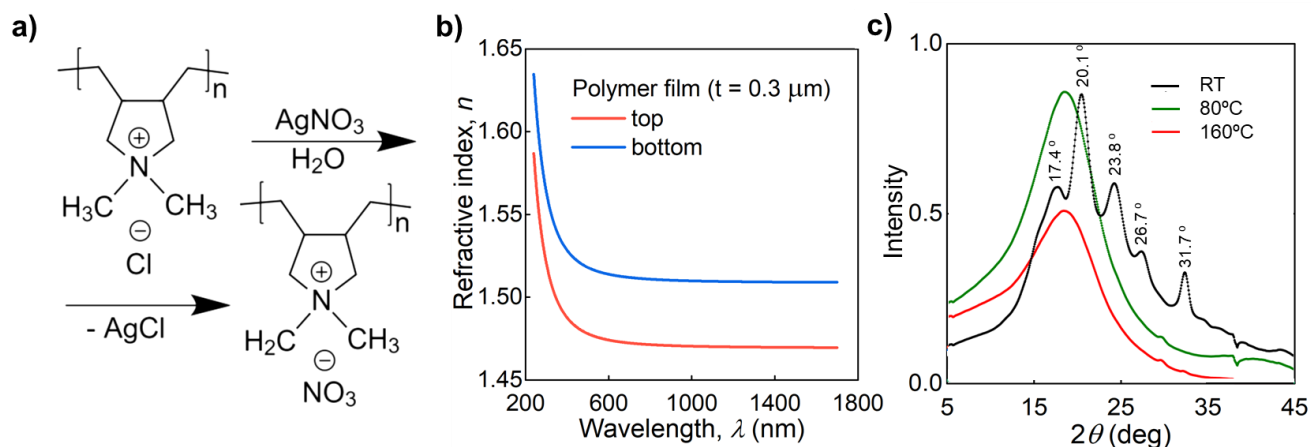 a)
n
⊕
N
H3C CH₃
⊖
Cl
AgNO₃
H₂O
- AgCl
n
⊕
N
H₂C CH₃
⊖
NO₃
b)
1.65
1.60
1.55
1.50
1.45
Refractive index, n
Polymer film (t = 0.3 μm)
top
bottom
200 600 1000 1400 1800
Wavelength, λ (nm)
c)
1.0
0.5
0.0
Intensity
17.4 º
20.1 º
23.8 º
26.7 º
31.7 º
RT
80ºC
160ºC
5 15 25 35 45
2θ (deg)